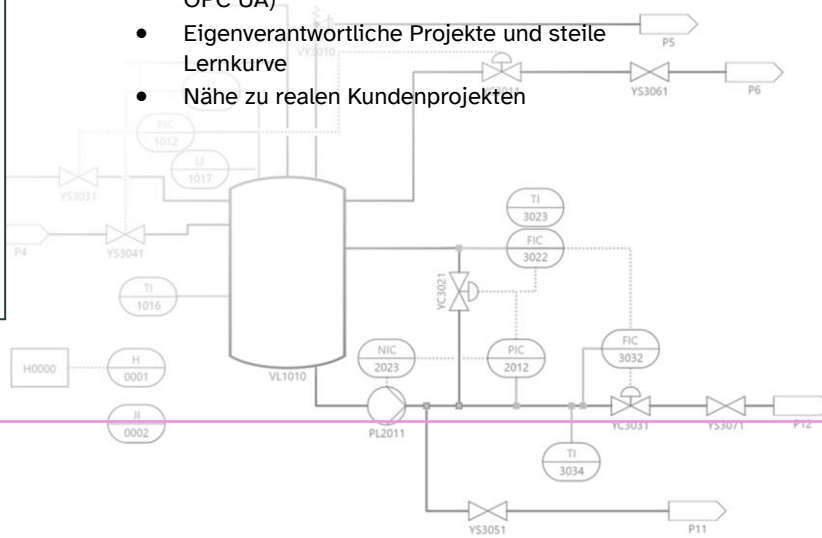 OPC UA)
• Eigenverantwortliche Projekte und steile
Lernkurve
• Nähe zu realen Kundenprojekten
P5
VY3010
YS3061
P6
PIC
1012
LI
1017
YS3031
TI
3023
FIC
3022
P4
YS3041
YC3021
TI
1016
H0000
H
0001
VL1010
NIC
2023
PIC
2012
FIC
3032
JI
0002
PL2011
YC3031
YS3071
P12
TI
3034
YS3051
P11